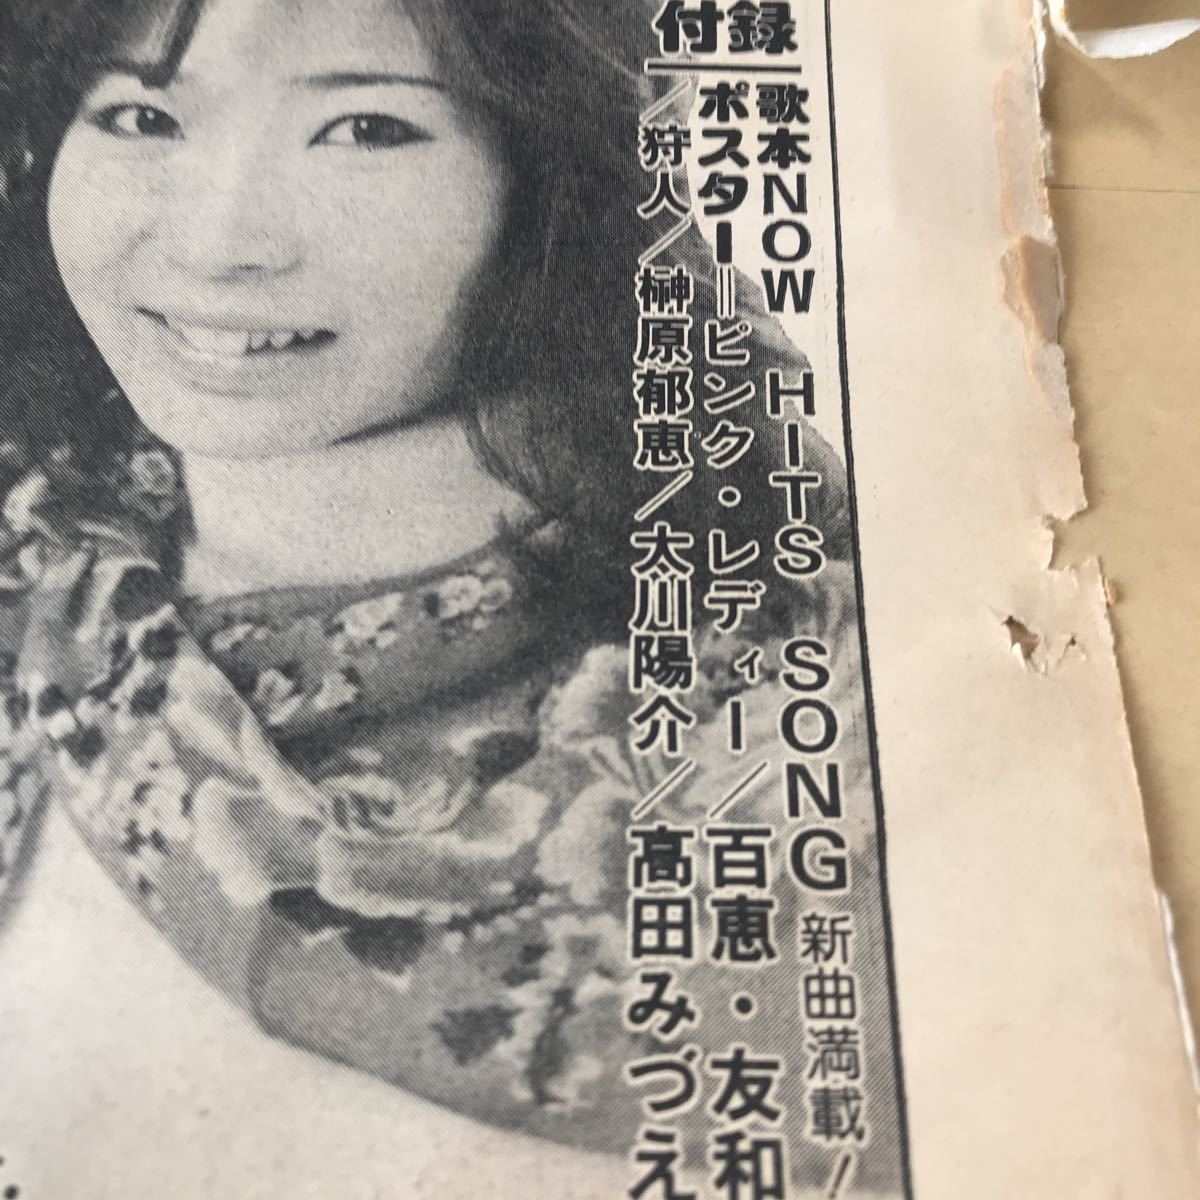 付録
歌本NOW HITS SONG 新曲満載!
ポスター=ピンク・レディー/百恵・友和
/狩人/榊原郁恵/太川陽介/高田みづえ